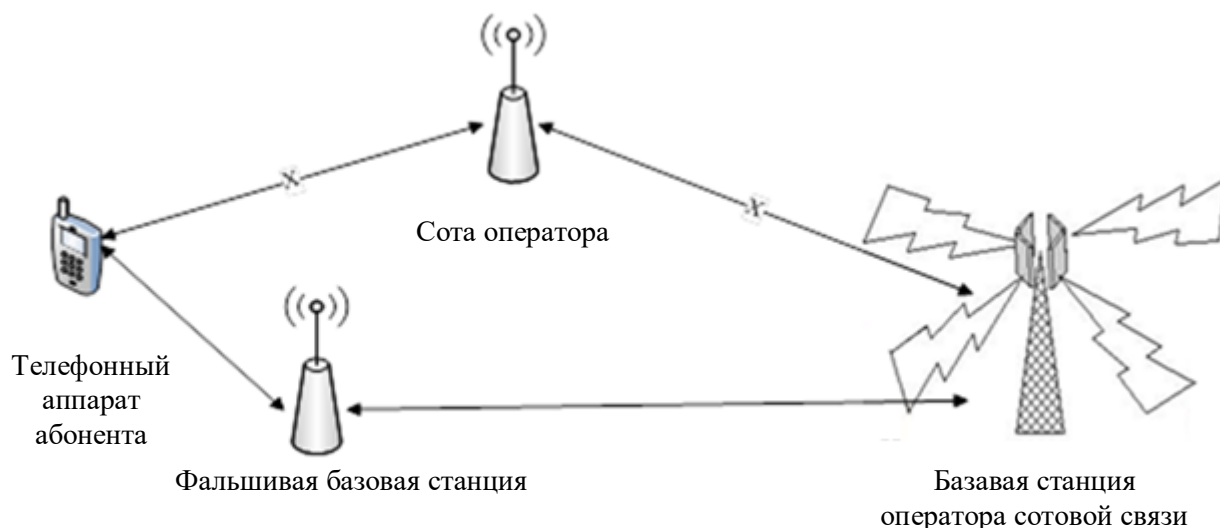 X
X
Сота оператора
Телефонный
аппарат
абонента
Фальшивая базовая станция
Базавая станция
оператора сотовой связи